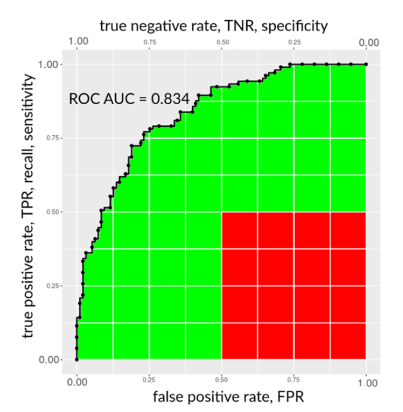 true negative rate, TNR, specificity
1.00 0.75 0.50 0.25 0.00
true positive rate, TPR, recall, sensitivity
1.00
ROC AUC = 0.834
0.75
0.50
0.25
0.00
0.00 0.25 0.50 0.75 1.00
false positive rate, FPR